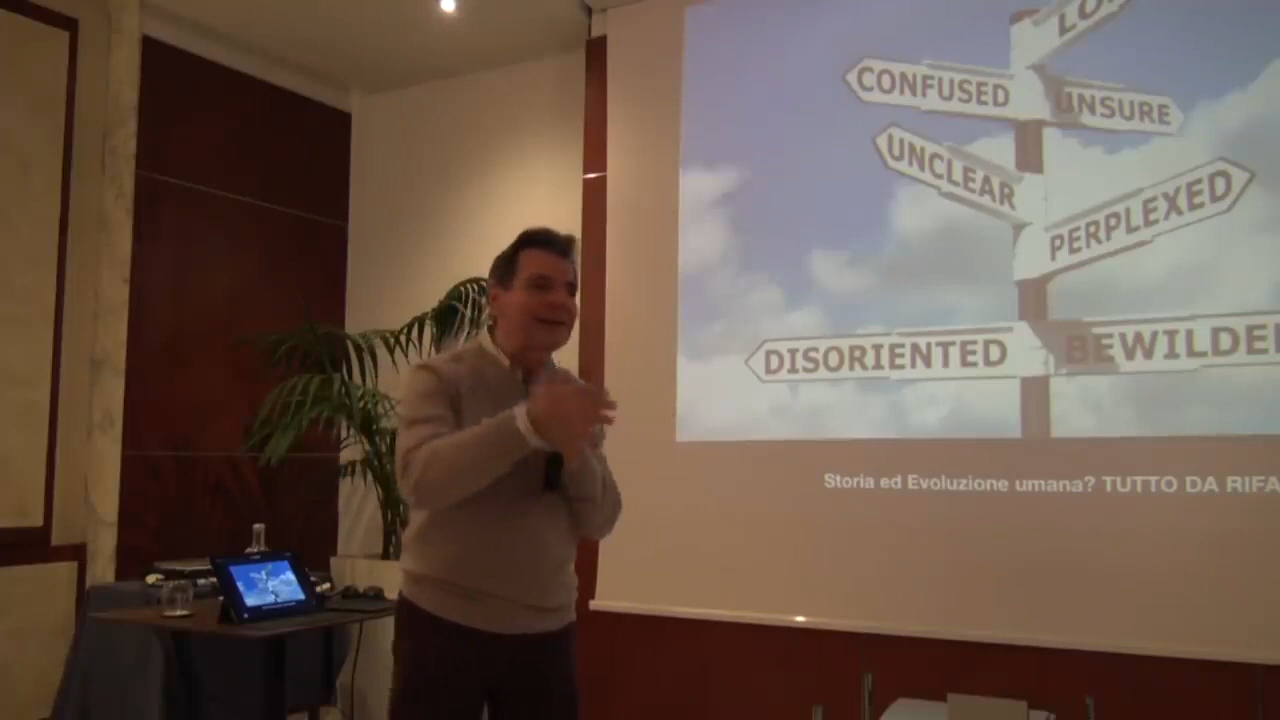 CONFUSED
UNSURE
UNCLEAR
PERPLEXED
DISORIENTED
Storia ed Evoluzione umana? TUTTO DA